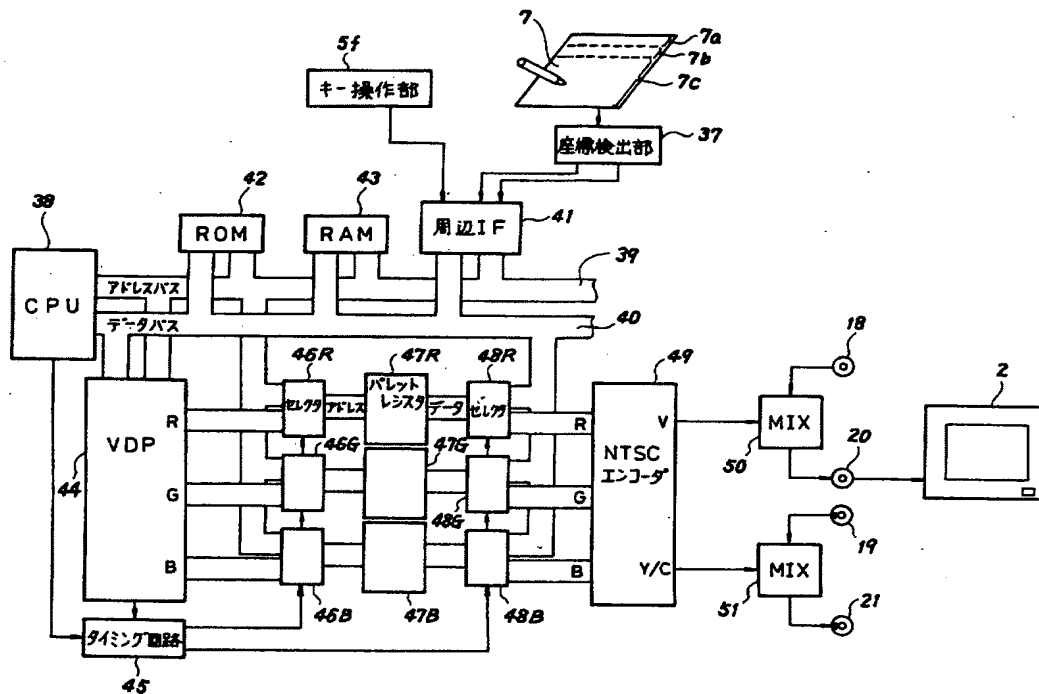 5f
キー操作部
7
7a
7b
7c
座標検出部
37
38
CPU
42
ROM
43
RAM
周辺IF
41
アドレスバス
39
データバス
40
46R
セレクタ
アドレス
47R
パレット
レジスタ
データ
48R
セレクタ
49
18
2
VDP
44
R
G
B
46G
47G
48G
46B
47B
48B
R
G
B
NTSC
エンコーダ
V
Y/C
MIX
50
20
19
MIX
51
21
タイミング回路
45